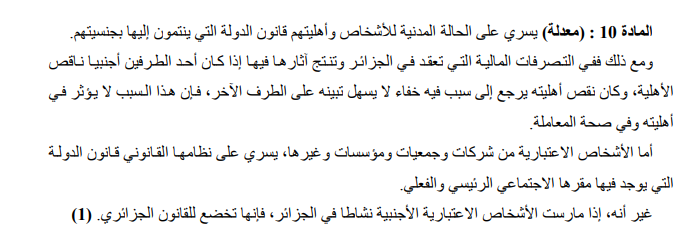 المادة 10 : (معدلة) يسري على الحالة المدنية للأشخاص وأهليتهم قانون الدولة التي ينتمون إليها بجنسيتهم.
ومع ذلك ففي التصرفات المالية التي تعقد في الجزائر وتنتج آثارها فيها إذا كان أحد الطرفين أجنبيا ناقص
الأهلية، وكان نقص أهليته يرجع إلى سبب فيه خفاء لا يسهل تبينه على الطرف الآخر، فإن هذا السبب لا يؤثر في
أهليته وفي صحة المعاملة.
أما الأشخاص الاعتبارية من شركات وجمعيات ومؤسسات وغيرها، يسري على نظامها القانوني قانون الدولة
التي يوجد فيها مقرها الاجتماعي الرئيسي والفعلي.
غير أنه، إذا مارست الأشخاص الاعتبارية الأجنبية نشاطا في الجزائر، فإنها تخضع للقانون الجزائري. (1)